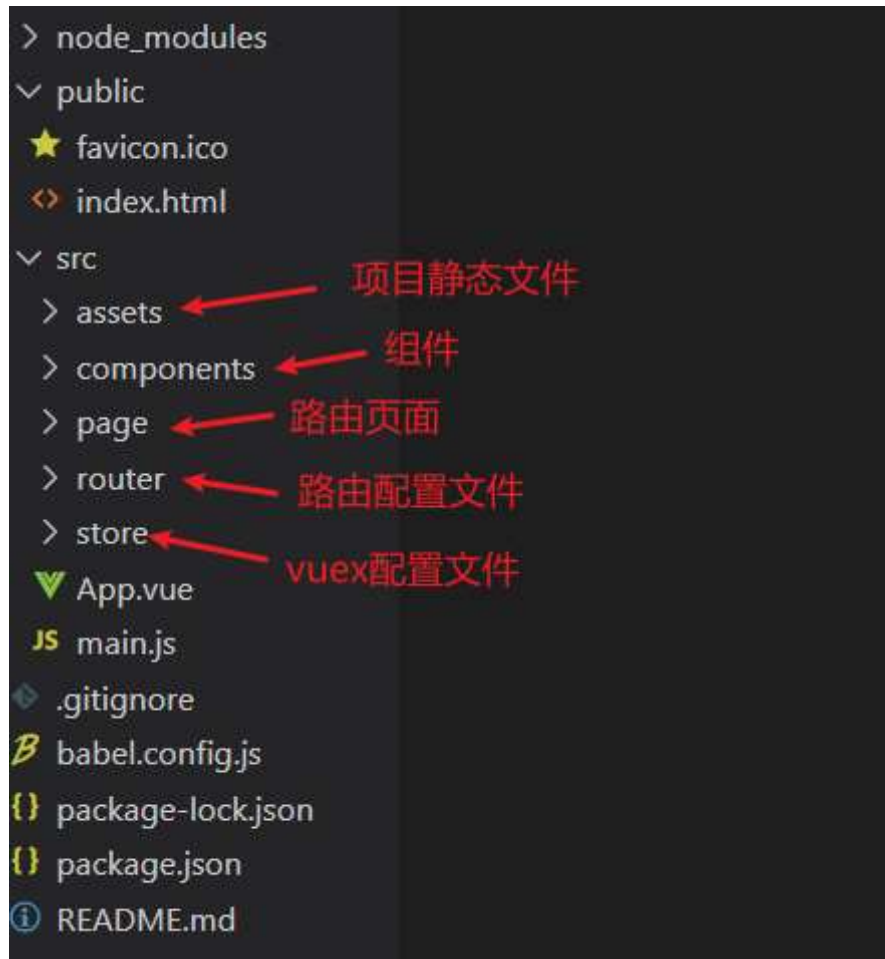 node_modules
public
favicon.ico
index.html
src
项目静态文件
assets
组件
components
路由页面
page
router
路由配置文件
store
vuex配置文件
App.vue
JS main.js
.gitignore
babel.config.js
{} package-lock.json
{} package.json
README.md